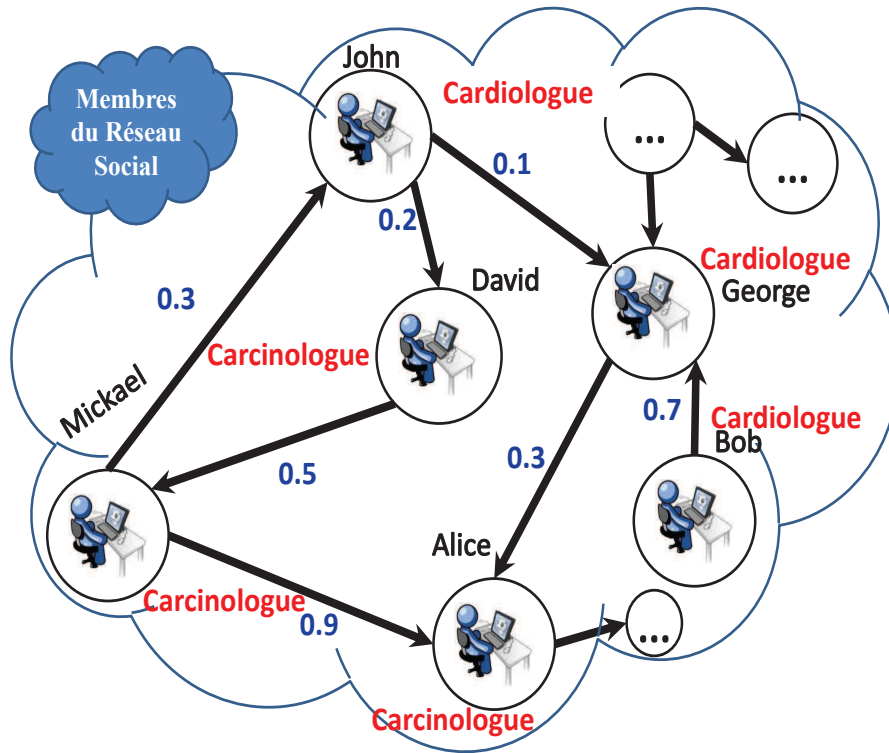 John
Cardiologue
Membres
du Réseau
Social
...
...
0.1
0.2
Cardiologue
David
George
0.3
Carcinologue
Mickael
0.7
Cardiologue
Bob
0.5
0.3
Alice
Carcinologue
0.9
...
Carcinologue